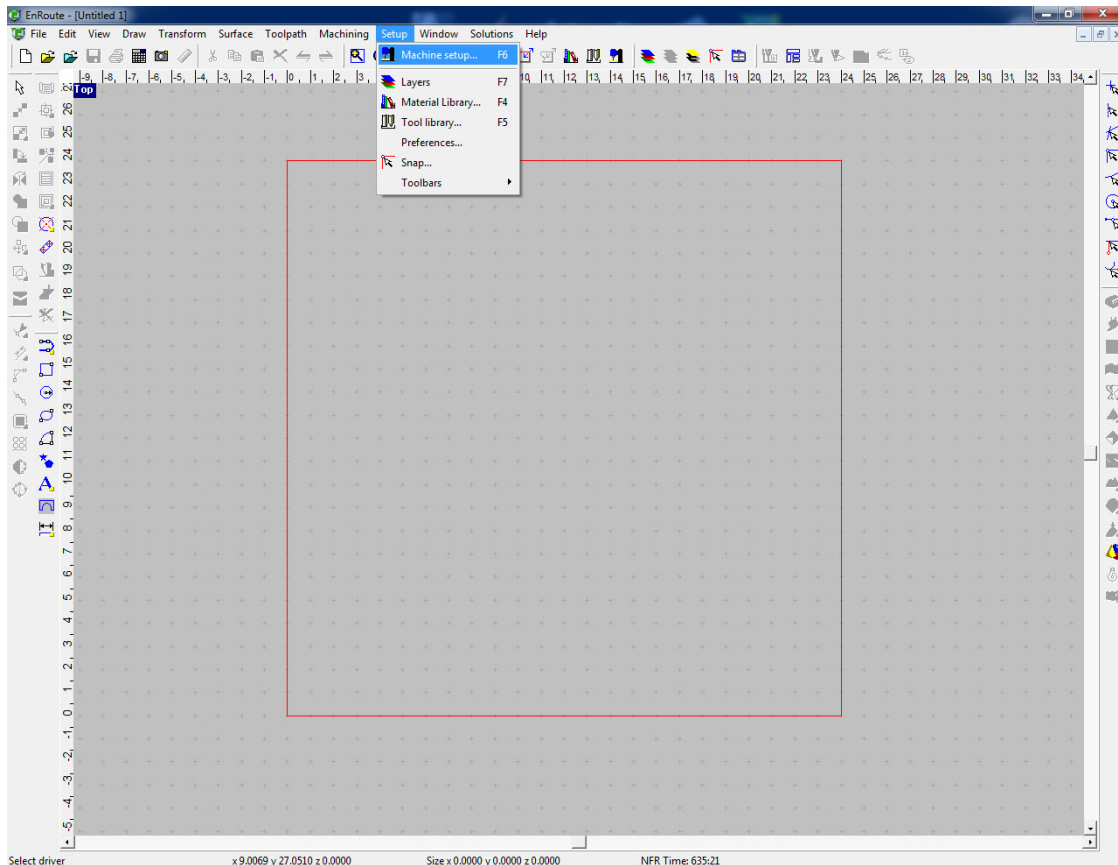 EnRoute - [Untitled 1]
File Edit View Draw Transform Surface Toolpath Machining Setup Window Solutions Help
Machine setup... F6
Layers F7
Material Library... F4
Tool library... F5
Preferences...
Snap...
Toolbars
-9, -8, -7, -6, -5, -4, -3, -2, -1, 0, 1, 2, 3, 10, 11, 12, 13, 14, 15, 16, 17, 18, 19, 20, 21, 22, 23, 24, 25, 26, 27, 28, 29, 30, 31, 32, 33, 34
Top
26
25
24
23
22
21
20
19
18
17
16
15
14
13
12
11
10
9
8
7
6
5
4
3
2
1
0
-1
-2
-3
-4
-5
Select driver x 9.0069 y 27.0510 z 0.0000 Size x 0.0000 y 0.0000 z 0.0000 NFR Time: 635:21